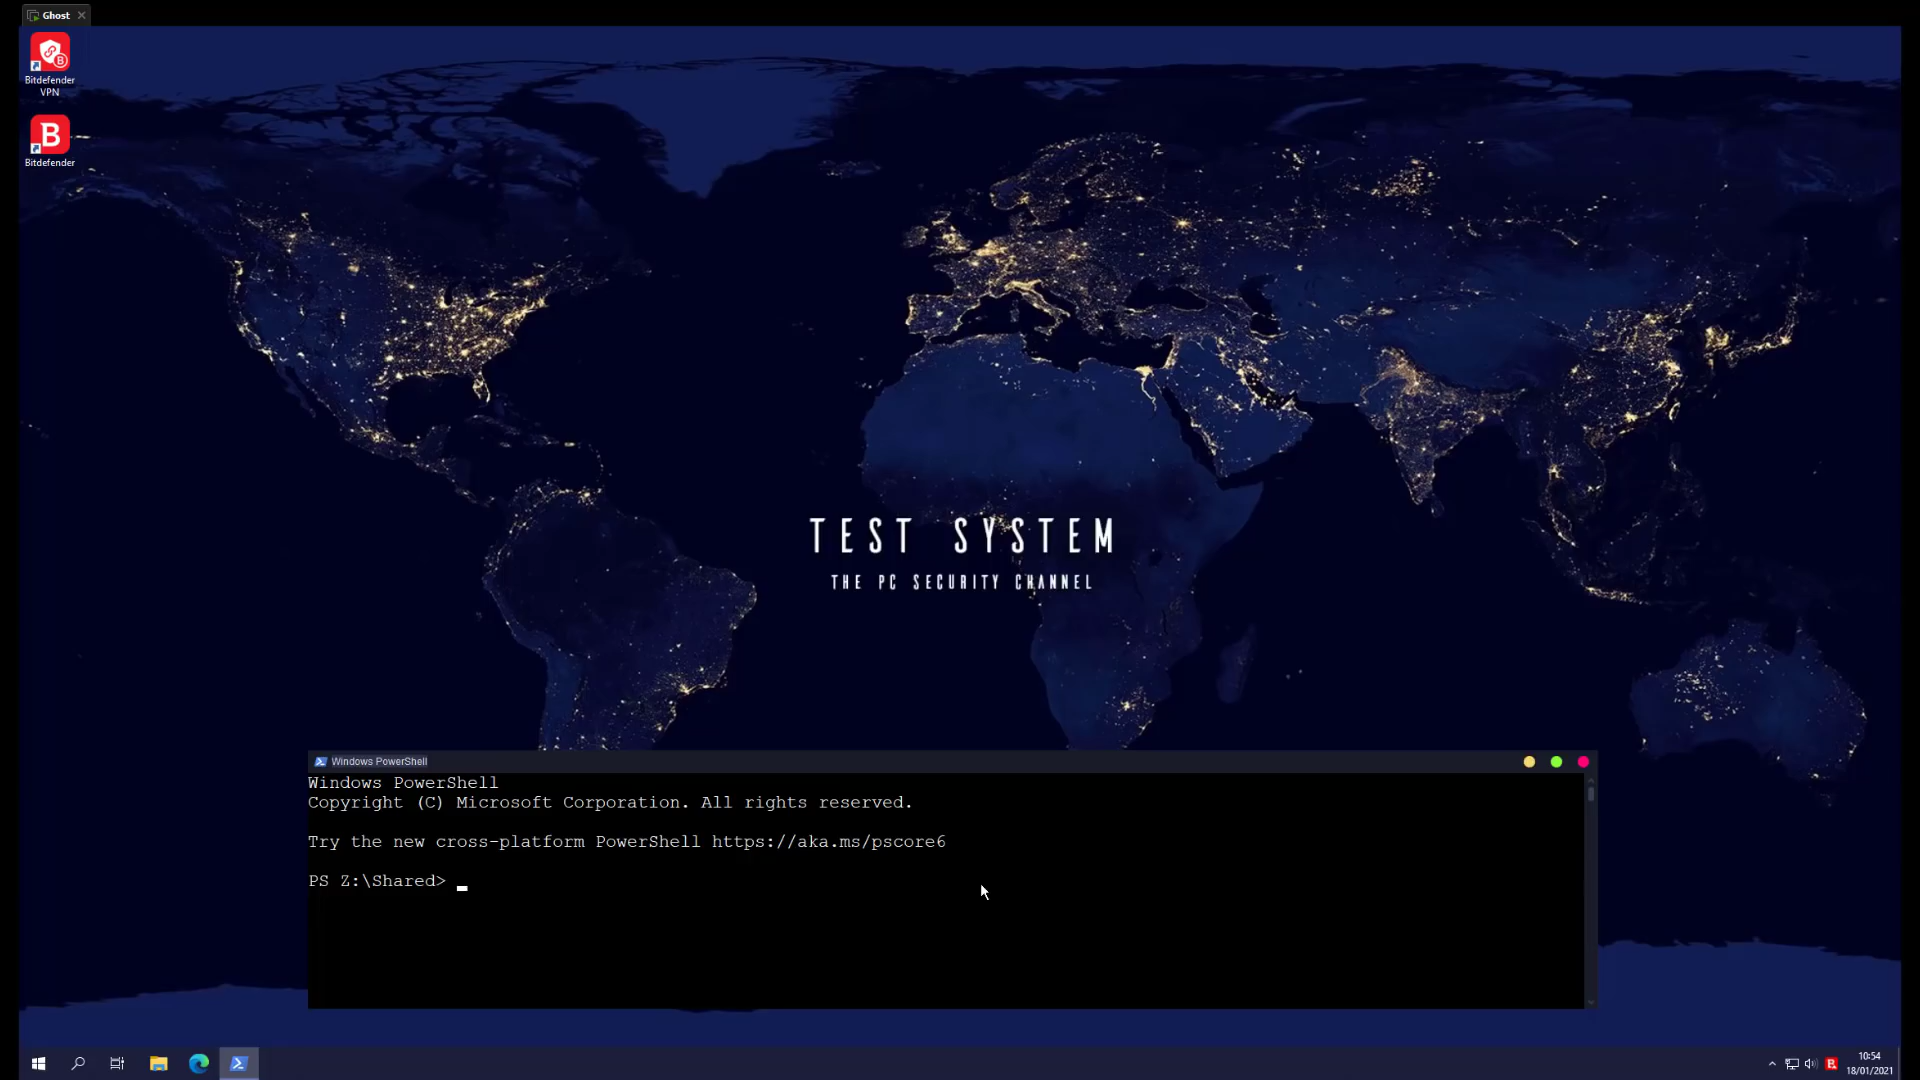 Ghost
Bitdefender
VPN
Bitdefender
TEST SYSTEM
THE PC SECURITY CHANNEL
Windows PowerShell
Windows PowerShell
Copyright (C) Microsoft Corporation. All rights reserved.
Try the new cross-platform PowerShell https://aka.ms/pscore6
PS Z:\Shared>
10:54
18/01/2021